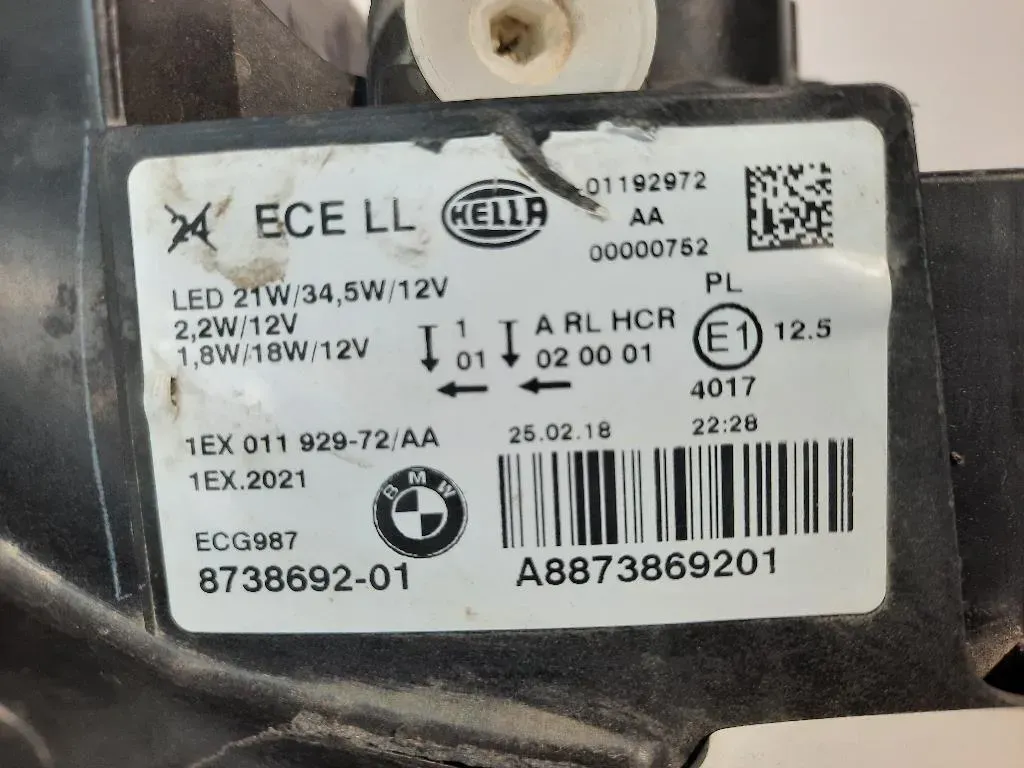 24 ECE LL HELLA
01192972
AA
00000752
LED 21W/34,5W/12V
2,2W/12V
1,8W/18W/12V
1
01
A RL HCR
02 00 01
PL
E1 12.5
4017
1EX 011 929-72/AA
1EX.2021
25.02.18 22:28
BMW
ECG987
8738692-01
A8873869201